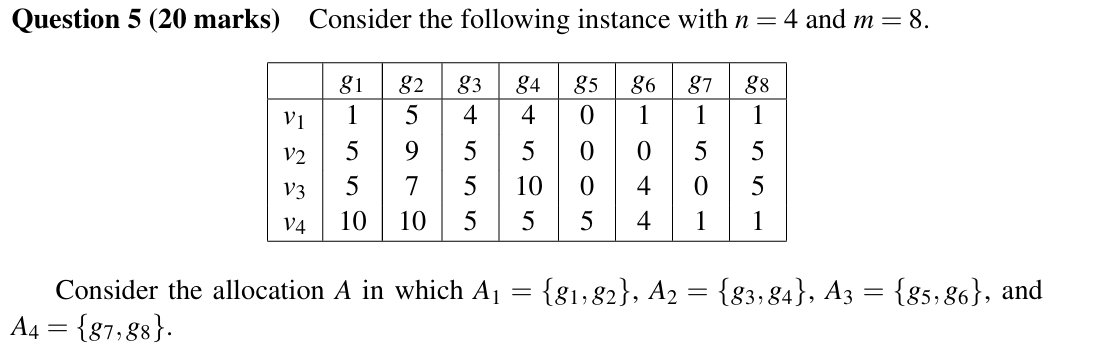 Question 5 (20 marks) Consider the following instance with n = 4 and m = 8.
g1 g2 g3 g4 g5 g6 g7 g8
v1 1 5 4 4 0 1 1 1
v2 5 9 5 5 0 0 5 5
v3 5 7 5 10 0 4 0 5
v4 10 10 5 5 5 4 1 1
Consider the allocation A in which A1 = {g1,g2}, A2 = {g3,g4}, A3 = {g5,g6}, and
A4 = {g7,g8}.